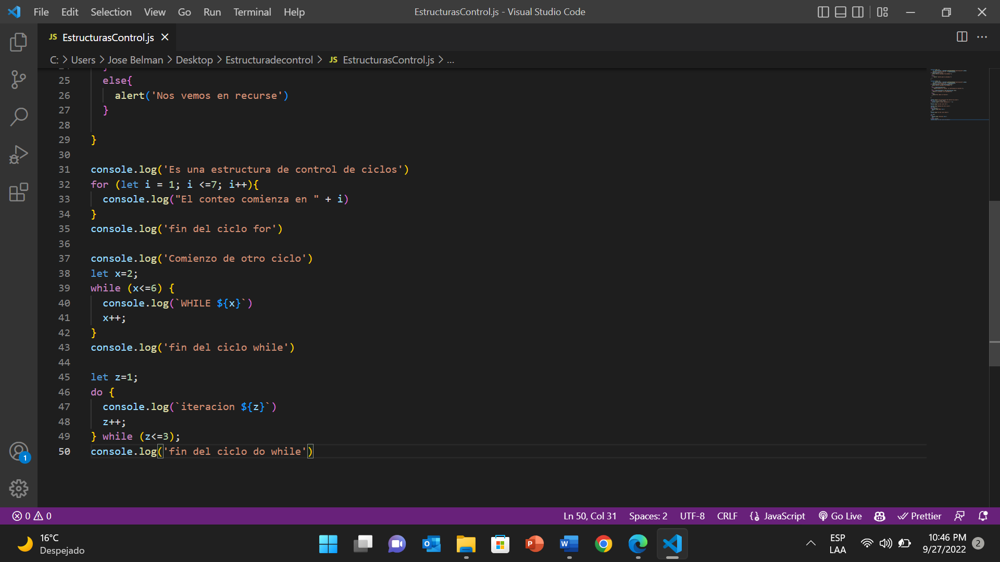 File Edit Selection View Go Run Terminal Help
EstructurasControl.js - Visual Studio Code
JS EstructurasControl.js
C: > Users > Jose Belman > Desktop > Estructuradecontrol > JS EstructurasControl.js > ...
25 else{
26 alert('Nos vemos en recurse')
27 }
28
29 }
30
31 console.log('Es una estructura de control de ciclos')
32 for (let i = 1; i <=7; i++){
33 console.log("El conteo comienza en " + i)
34 }
35 console.log('fin del ciclo for')
36
37 console.log('Comienzo de otro ciclo')
38 let x=2;
39 while (x<=6) {
40 console.log(`WHILE ${x}`)
41 x++;
42 }
43 console.log('fin del ciclo while')
44
45 let z=1;
46 do {
47 console.log(`iteracion ${z}`)
48 z++;
49 } while (z<=3);
50 console.log('fin del ciclo do while')
1
0 0
Ln 50, Col 31 Spaces: 2 UTF-8 CRLF JavaScript Go Live Prettier
16°C
Despejado
ESP
LAA
10:46 PM
9/27/2022
2